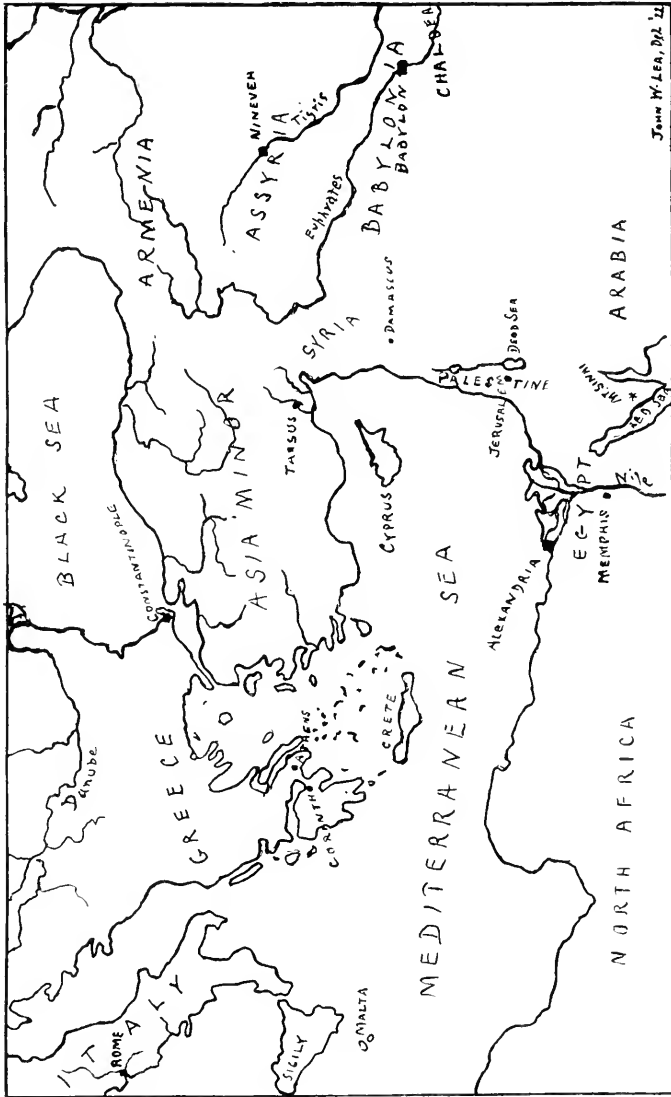 BLACK SEA
ARMENIA
Danube
CONSTANTINOPLE
NINEVEH
Tigris
ASSYRIA
ITALY
ROME
GREECE
ASIA MINOR
Euphrates
BABYLONIA
BABYLON
CHALDEA
ATHENS
CORINTH
TARSUS
SYRIA
DAMASCUS
SICILY
MALTA
CRETE
CYPRUS
MEDITERRANEAN SEA
PALESTINE
DEAD SEA
JERUSALEM
ALEXANDRIA
EGYPT
MEMPHIS
Nile
MT. SINAI
RED SEA
ARABIA
NORTH AFRICA
JOHN W. LEA, DEL '22